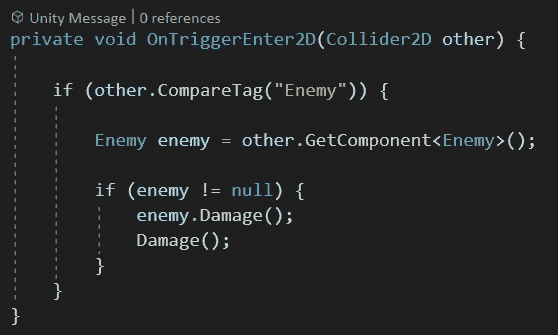 Unity Message | 0 references
private void OnTriggerEnter2D(Collider2D other) {
if (other.CompareTag("Enemy")) {
Enemy enemy = other.GetComponent<Enemy>();
if (enemy != null) {
enemy.Damage();
Damage();
}
}
}